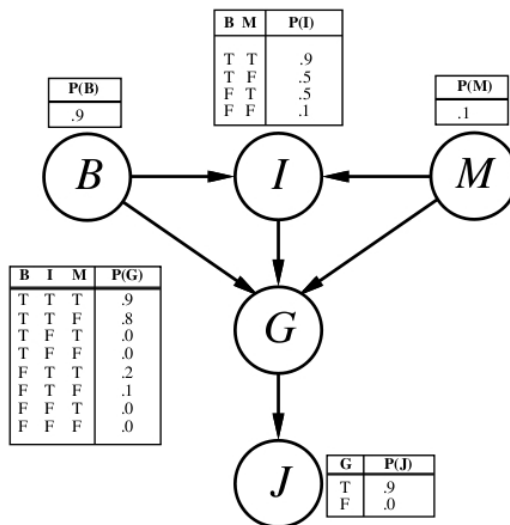 B M P(I)
T T .9
T F .5
F T .5
F F .1
P(B)
.9
P(M)
.1
B
I
M
B I M P(G)
T T T .9
T T F .8
T F T .0
T F F .0
F T T .2
F T F .1
F F T .0
F F F .0
G
J
G P(J)
T .9
F .0